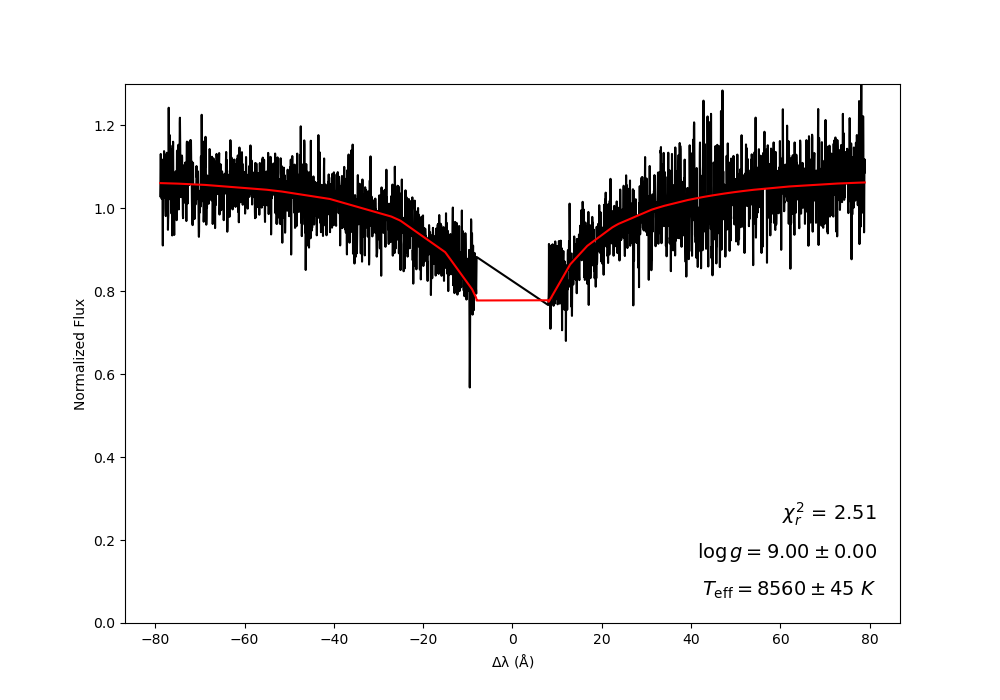 1.2
1.0
0.8
0.6
0.4
0.2
0.0
Normalized Flux
χ²ᵣ = 2.51
log g = 9.00 ± 0.00
T_eff = 8560 ± 45 K
−80 −60 −40 −20 0 20 40 60 80
Δλ (Å)